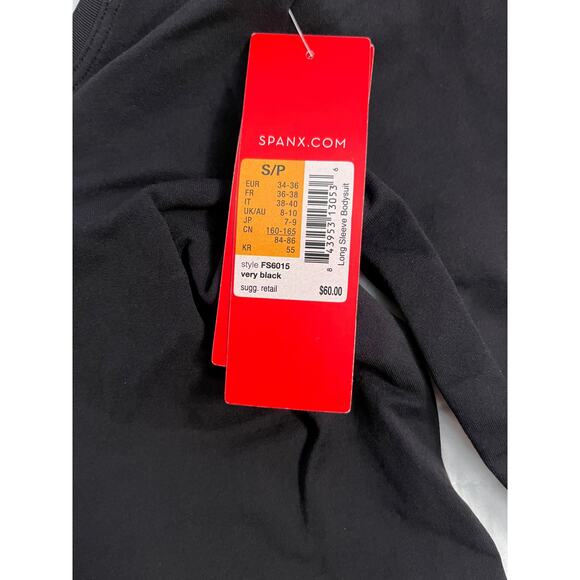 SPANX.COM
S/P
EUR 34-36
FR 36-38
IT 38-40
UK/AU 8-10
JP 7-9
CN 160-165
84-86
KR 55
style FS6015
very black
sugg. retail $60.00
8 43953 13053 6
Long Sleeve Bodysuit